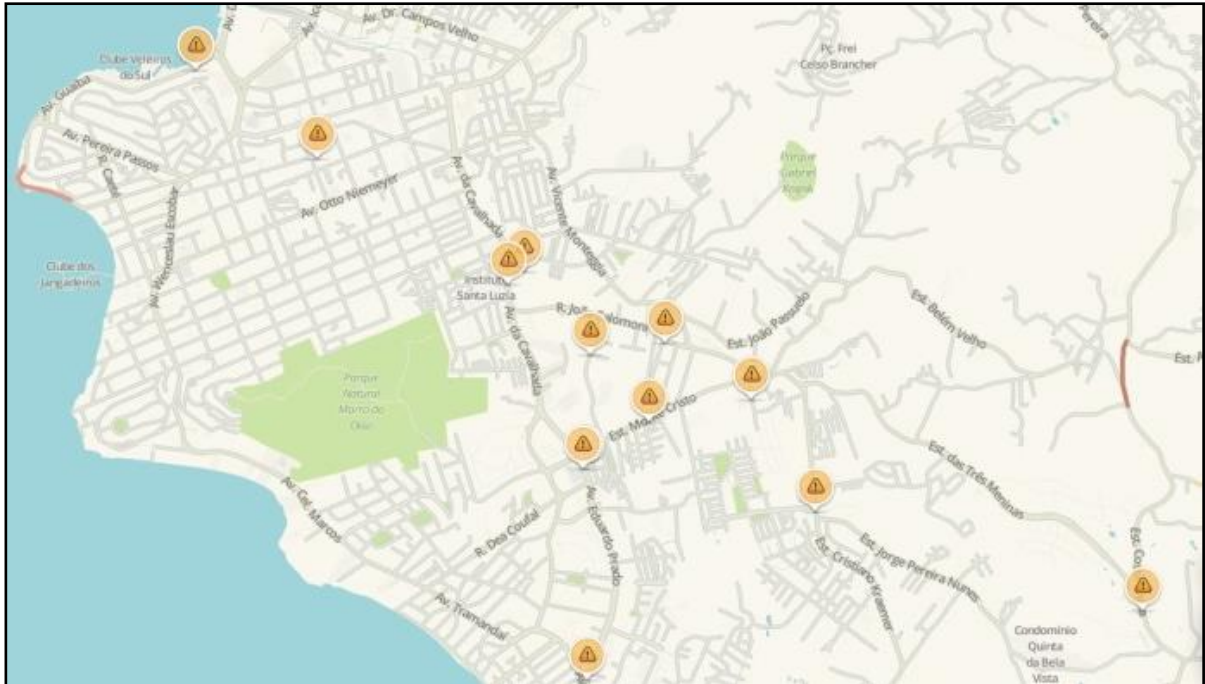 Av. Dr. Campos Velho
Pereira
Clube Veleiros
do Sul
Pç. Frei
Celso Brancher
Av. Guaíba
Av. Pereira Passos
R. Cassé
Av. da Cavalhada
Av. Vicente Monteggia
Parque
Gabriel
Knijnik
Av. Otto Niemeyer
Av. Wenceslau Escobar
Clube dos
Jangadeiros
Santa Luzia
Est. Belém Velho
Est. João Passuelo
Av. da Cavalhada
Parque
Natural
Morro do
Osso
Est. das Três Meninas
Av. Cel. Marcos
R. Dea Coufal
Av. Eduardo Prado
Est. Cristiano Kraemer
Est. Jorge Pereira Nunes
Av. Tramandaí
Condomínio
Quinta
da Bela
Vista